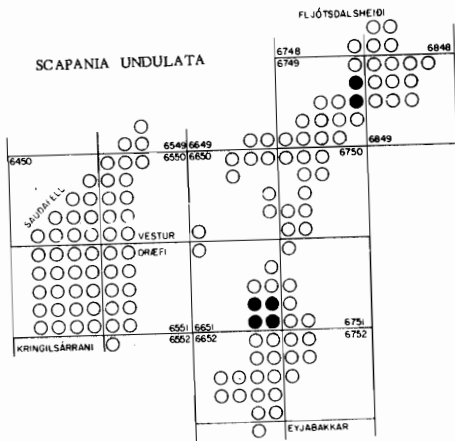 FLJÓTSDALSHEIÐI
SCAPANIA UNDULATA
6748 6848
6749
6849
6549 6649
6450 6550 6650 6750
SAUÐAFELL
VESTUR
ÖRÆFI
6551 6651 6751
KRINGILSÁRRANI 6552 6652 6752
EYJABAKKAR